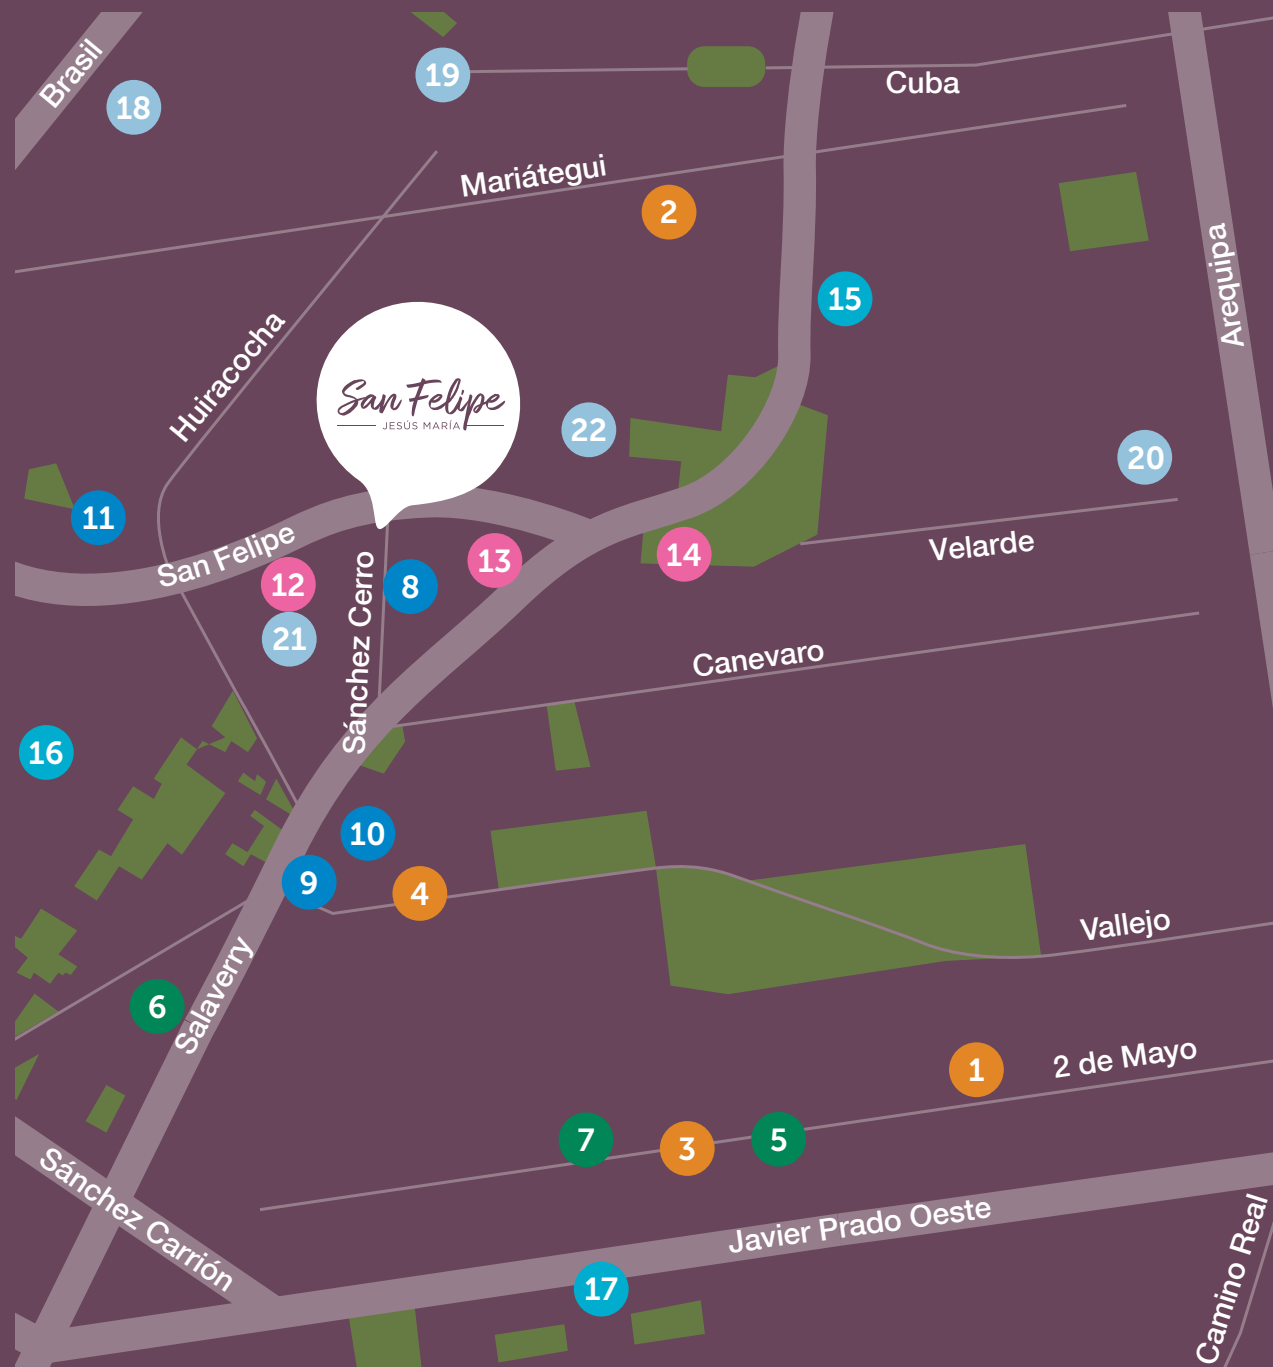 Brasil
19
Cuba
18
Mariátegui
2
Arequipa
15
Huiracocha
San Felipe
JESÚS MARÍA
22
20
11
San Felipe
Velarde
13
14
12
8
Sánchez Cerro
21
Canevaro
16
10
9
4
Vallejo
Salaverry
6
1
2 de Mayo
7
3
5
Sánchez Carrión
Javier Prado Oeste
Camino Real
17